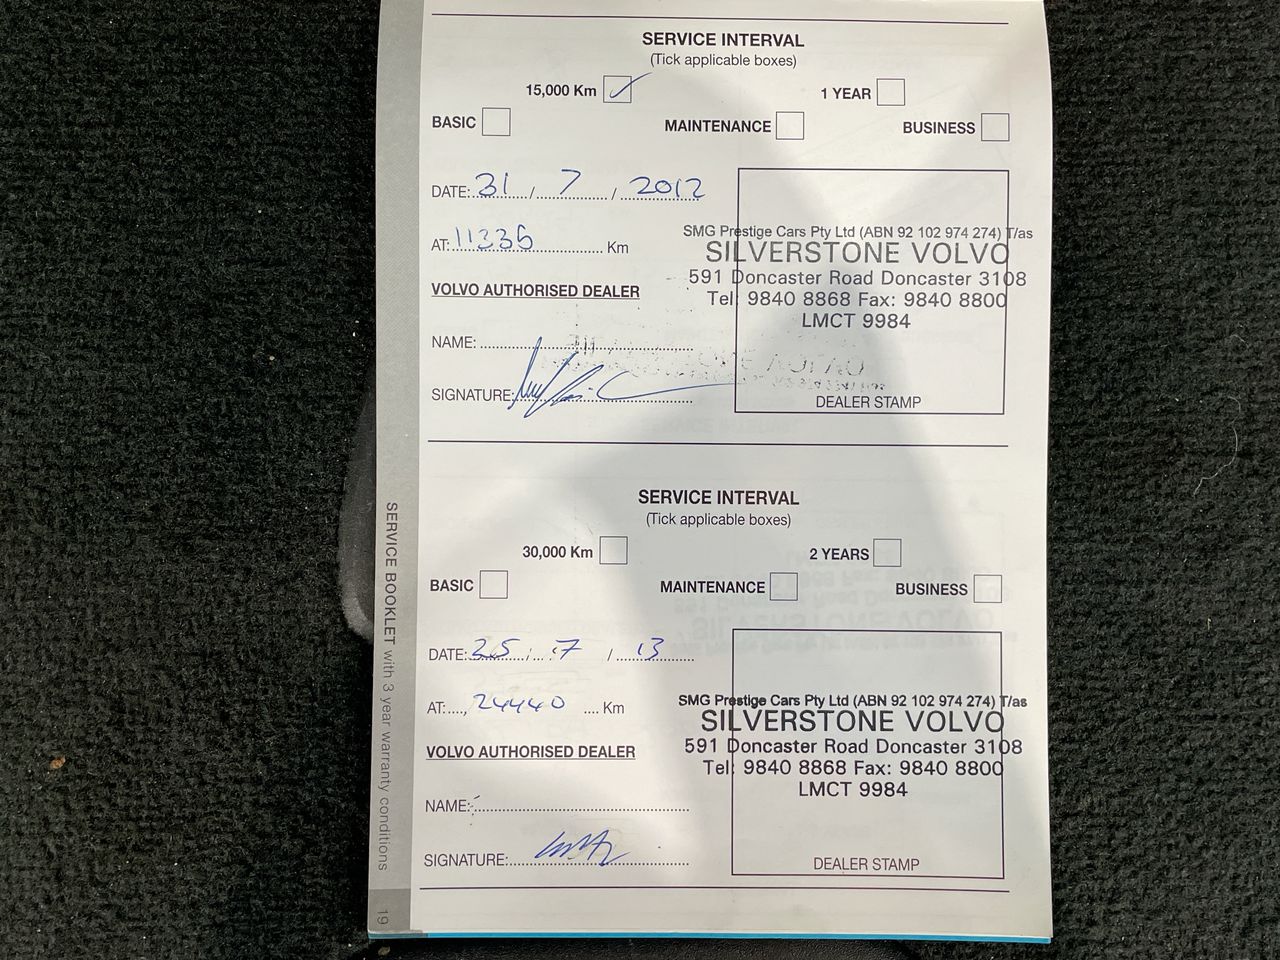 SERVICE INTERVAL
(Tick applicable boxes)
15,000 Km 1 YEAR
BASIC MAINTENANCE BUSINESS
DATE: 31 / 7 / 2012
AT: 11336 Km
VOLVO AUTHORISED DEALER
NAME:
SIGNATURE:
SMG Prestige Cars Pty Ltd (ABN 92 102 974 274) T/as
SILVERSTONE VOLVO
591 Doncaster Road Doncaster 3108
Tel: 9840 8868 Fax: 9840 8800
LMCT 9984
DEALER STAMP
SERVICE INTERVAL
(Tick applicable boxes)
30,000 Km 2 YEARS
BASIC MAINTENANCE BUSINESS
DATE: 25 / 7 / 13
AT: 24440 Km
VOLVO AUTHORISED DEALER
NAME:
SIGNATURE:
SMG Prestige Cars Pty Ltd (ABN 92 102 974 274) T/as
SILVERSTONE VOLVO
591 Doncaster Road Doncaster 3108
Tel: 9840 8868 Fax: 9840 8800
LMCT 9984
DEALER STAMP
SERVICE BOOKLET with 3 year warranty conditions
19